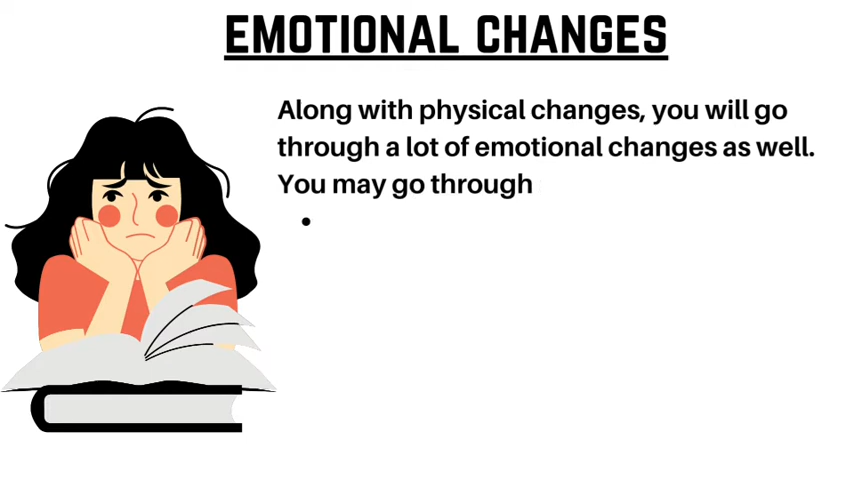 EMOTIONAL CHANGES
Along with physical changes, you will go
through a lot of emotional changes as well.
You may go through
•